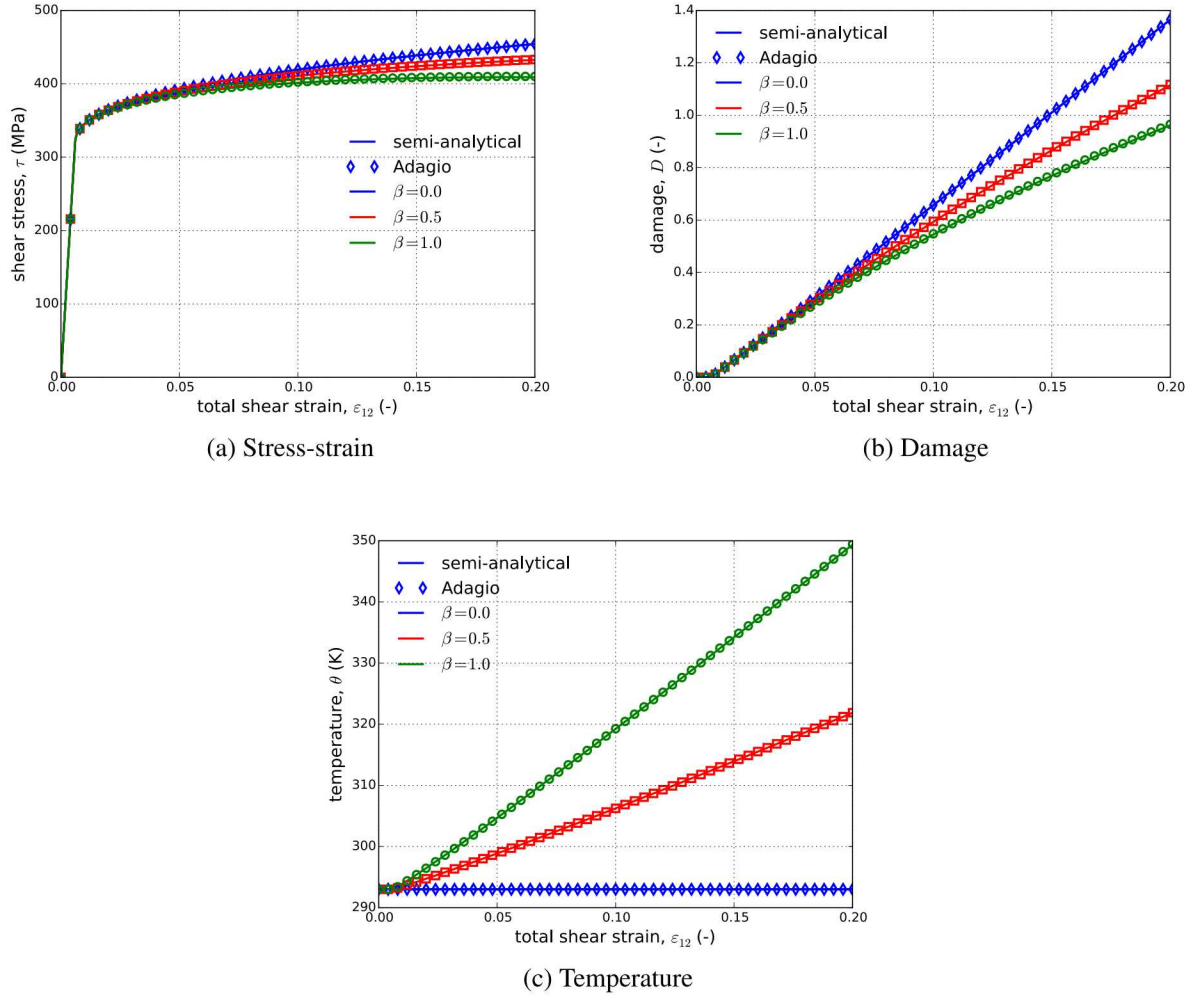 500
400
300
200
100
0
0.00 0.05 0.10 0.15 0.20
shear stress, τ (MPa)
total shear strain, ε₁₂ (-)
semi-analytical
Adagio
β=0.0
β=0.5
β=1.0
(a) Stress-strain
1.4
1.2
1.0
0.8
0.6
0.4
0.2
0.0
0.00 0.05 0.10 0.15 0.20
damage, D (-)
total shear strain, ε₁₂ (-)
semi-analytical
Adagio
β=0.0
β=0.5
β=1.0
(b) Damage
350
340
330
320
310
300
290
0.00 0.05 0.10 0.15 0.20
temperature, θ (K)
total shear strain, ε₁₂ (-)
semi-analytical
Adagio
β=0.0
β=0.5
β=1.0
(c) Temperature